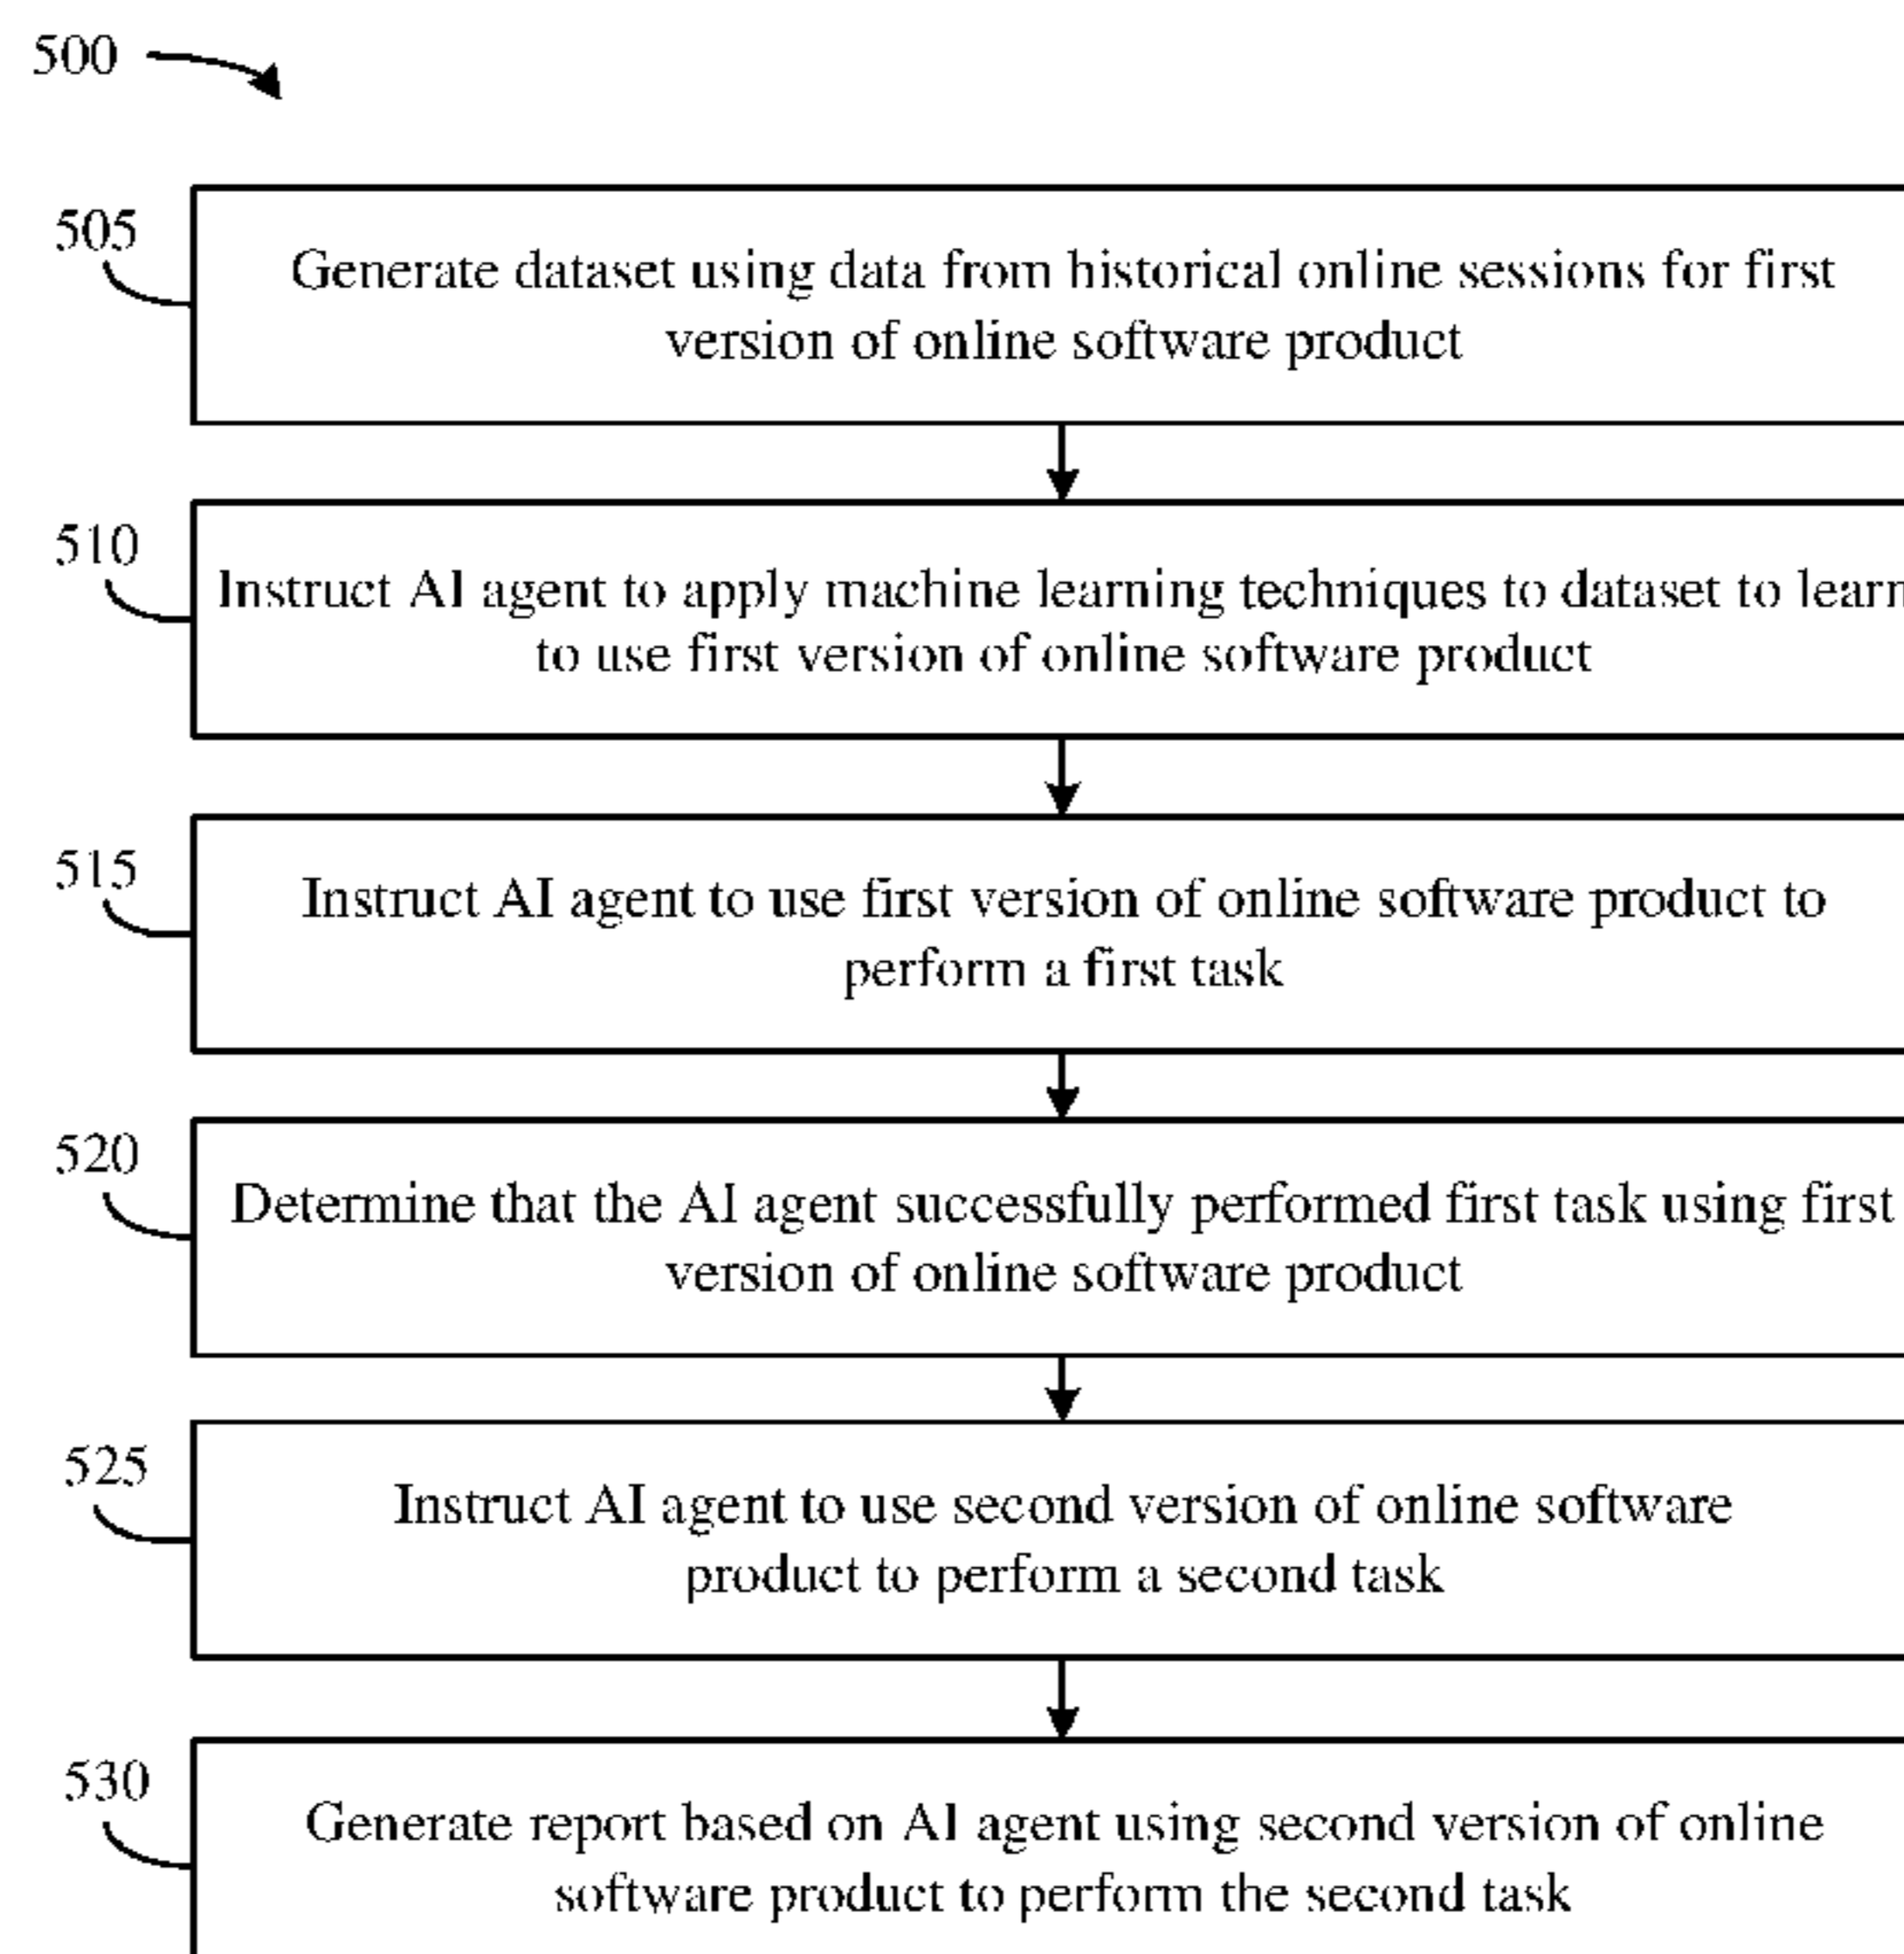 500
505
Generate dataset using data from historical online sessions for first
version of online software product
510
Instruct AI agent to apply machine learning techniques to dataset to learn
to use first version of online software product
515
Instruct AI agent to use first version of online software product to
perform a first task
520
Determine that the AI agent successfully performed first task using first
version of online software product
525
Instruct AI agent to use second version of online software
product to perform a second task
530
Generate report based on AI agent using second version of online
software product to perform the second task